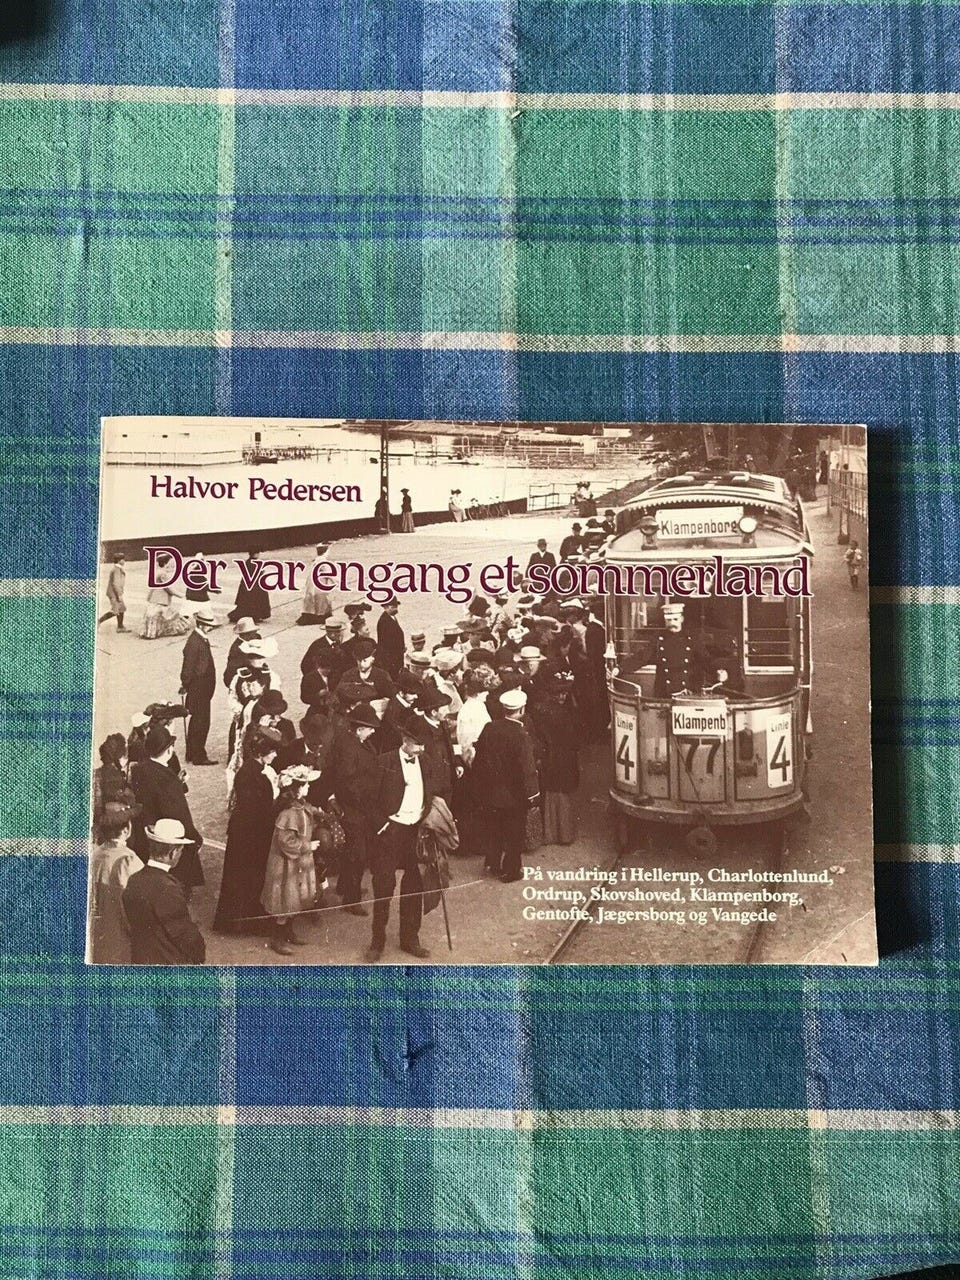 Halvor Pedersen
Der var engang et sommerland
Klampenborg
Klampenb
Linie
4
77
Linie
4
På vandring i Hellerup, Charlottenlund,
Ordrup, Skovshoved, Klampenborg,
Gentofte, Jægersborg og Vangede